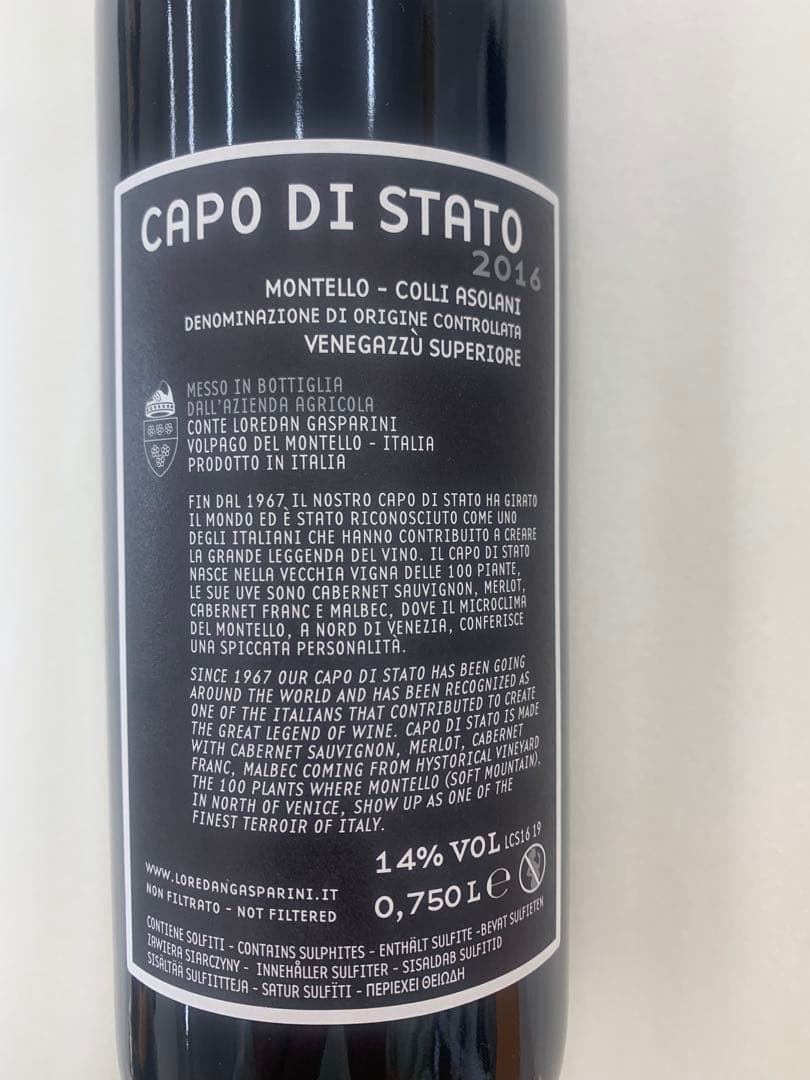 CAPO DI STATO
2016
MONTELLO - COLLI ASOLANI
DENOMINAZIONE DI ORIGINE CONTROLLATA
VENEGAZZÙ SUPERIORE
MESSO IN BOTTIGLIA
DALL'AZIENDA AGRICOLA
CONTE LOREDAN GASPARINI
VOLPAGO DEL MONTELLO - ITALIA
PRODOTTO IN ITALIA
FIN DAL 1967 IL NOSTRO CAPO DI STATO HA GIRATO
IL MONDO ED È STATO RICONOSCIUTO COME UNO
DEGLI ITALIANI CHE HANNO CONTRIBUITO A CREARE
LA GRANDE LEGGENDA DEL VINO. IL CAPO DI STATO
NASCE NELLA VECCHIA VIGNA DELLE 100 PIANTE,
LE SUE UVE SONO CABERNET SAUVIGNON, MERLOT,
CABERNET FRANC E MALBEC, DOVE IL MICROCLIMA
DEL MONTELLO, A NORD DI VENEZIA, CONFERISCE
UNA SPICCATA PERSONALITÀ.
SINCE 1967 OUR CAPO DI STATO HAS BEEN GOING
AROUND THE WORLD AND HAS BEEN RECOGNIZED AS
ONE OF THE ITALIANS THAT CONTRIBUTED TO CREATE
THE GREAT LEGEND OF WINE. CAPO DI STATO IS MADE
WITH CABERNET SAUVIGNON, MERLOT, CABERNET
FRANC, MALBEC COMING FROM HYSTORICAL VINEYARD
THE 100 PLANTS WHERE MONTELLO (SOFT MOUNTAIN),
IN NORTH OF VENICE, SHOW UP AS ONE OF THE
FINEST TERROIR OF ITALY.
14% VOL LCS16 19
WWW.LOREDANGASPARINI.IT
0,750 L e
NON FILTRATO - NOT FILTERED
CONTIENE SOLFITI - CONTAINS SULPHITES - ENTHÄLT SULFITE - BEVAT SULFIETEN
ZAWIERA SIARCZYNY - INNEHÅLLER SULFITER - SISALDAB SULFITID
SISÄLTÄÄ SULFIITTEJA - SATUR SULFĪTI - ΠΕΡΙΕΧΕΙ ΘΕΙΩΔΗ